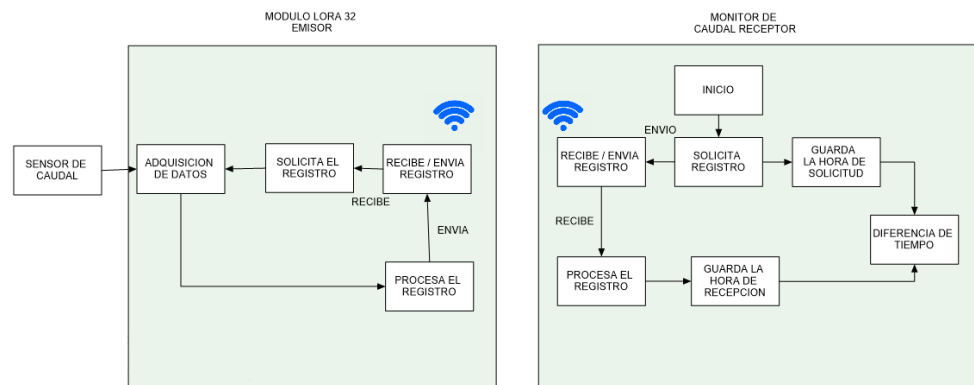 MODULO LORA 32
EMISOR
SENSOR DE
CAUDAL
ADQUISICION
DE DATOS
SOLICITA EL
REGISTRO
RECIBE / ENVIA
REGISTRO
RECIBE
ENVIA
PROCESA EL
REGISTRO
MONITOR DE
CAUDAL RECEPTOR
INICIO
ENVIO
RECIBE / ENVIA
REGISTRO
SOLICITA
REGISTRO
GUARDA
LA HORA DE
SOLICITUD
RECIBE
DIFERENCIA DE
TIEMPO
PROCESA EL
REGISTRO
GUARDA LA
HORA DE
RECEPCION